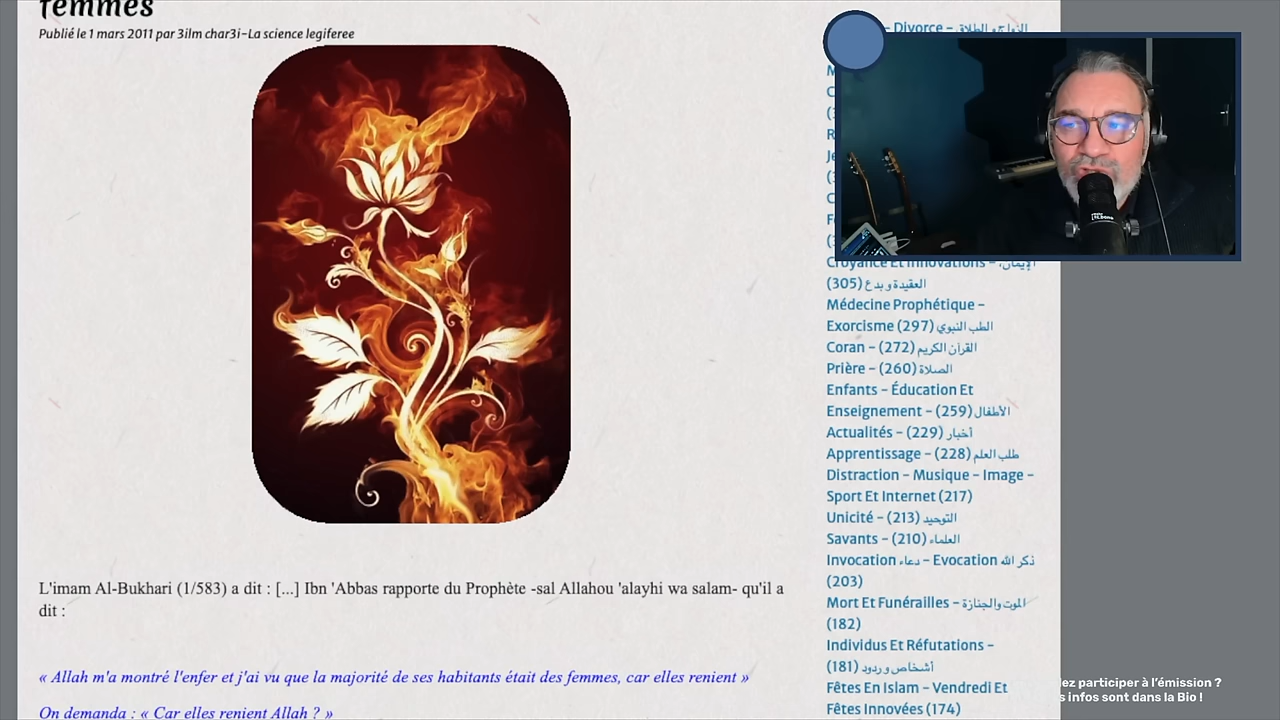 femmes
Publié le 1 mars 2011 par 3ilm char3i-La science legiferee
L'imam Al-Bukhari (1/583) a dit : [...] Ibn 'Abbas rapporte du Prophète -sal Allahou 'alayhi wa salam- qu'il a
dit :
« Allah m'a montré l'enfer et j'ai vu que la majorité de ses habitants était des femmes, car elles renient »
On demanda : « Car elles renient Allah ? »
- Divorce - الزواج و الطلاق
Croyance Et Innovations - الإيمان،
العقيدة و بدع (305)
Médecine Prophétique -
Exorcisme الطب النبوي (297)
Coran - القرآن الكريم (272)
Prière - الصلاة (260)
Enfants - Éducation Et
Enseignement - الأطفال (259)
Actualités - أخبار (229)
Apprentissage - طلب العلم (228)
Distraction - Musique - Image -
Sport Et Internet (217)
Unicité - التوحيد (213)
Savants - العلماء (210)
Invocation دعاء - Evocation ذكر الله
(203)
Mort Et Funérailles - الموت والجنازة
(182)
Individus Et Réfutations -
أشخاص و ردود (181)
Fêtes En Islam - Vendredi Et
Fêtes Innovées (174)
lez participer à l'émission ?
s infos sont dans la Bio !